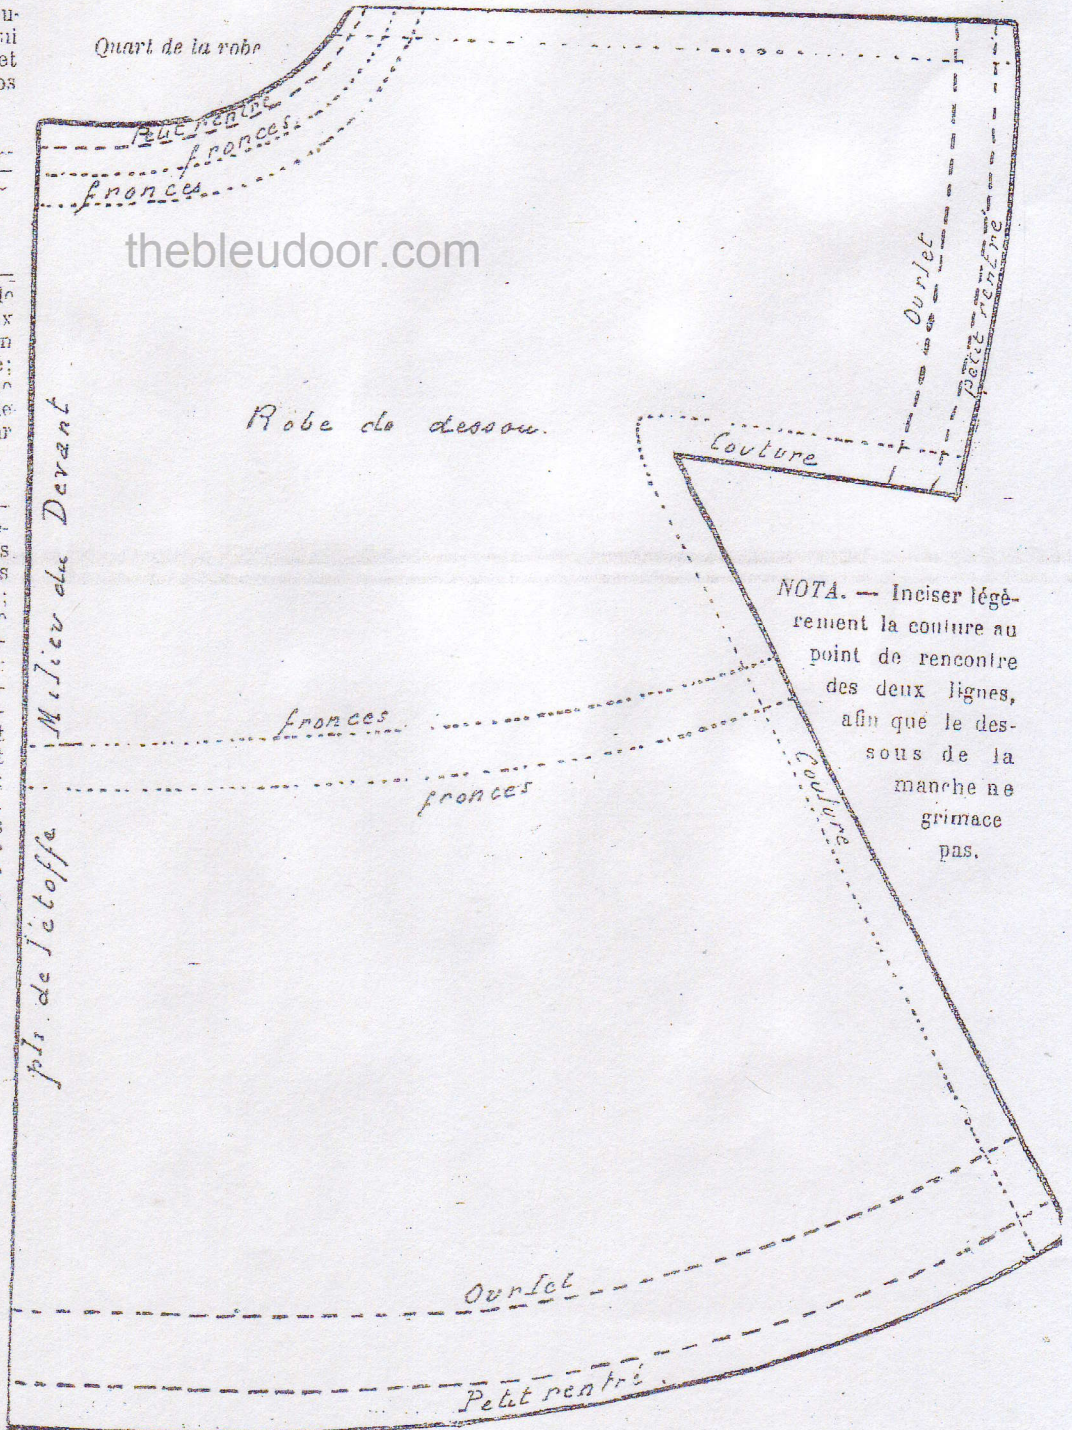 Quart de la robe
Petit rentré
fronces
fronces
thebleudoor.com
Ourlet
Petit rentré
Robe de dessou.
Couture
Milieu du Devant
NOTA. — Inciser légè-
rement la couture au
point de rencontre
des deux lignes,
afin que le des-
sous de la
manche ne
grimace
pas.
fronces
fronces
Couture
pli de l'étoffe
Ourlet
Petit rentré